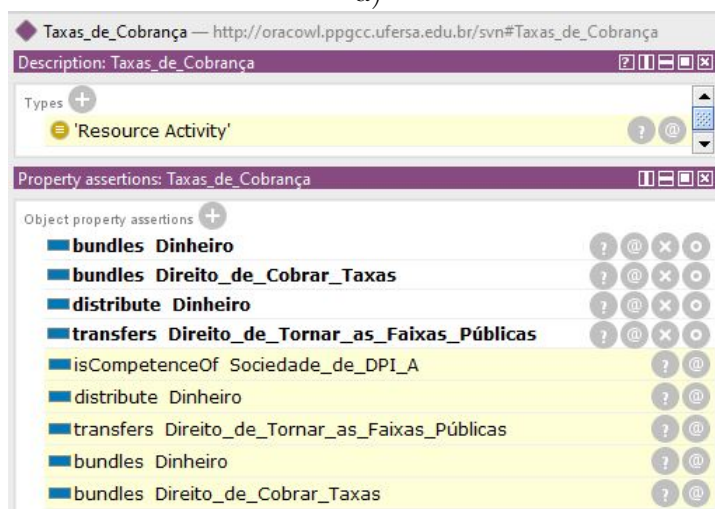 a)
Taxas_de_Cobrança — http://oracowl.ppgcc.ufersa.edu.br/svn#Taxas_de_Cobrança
Description: Taxas_de_Cobrança
Types
'Resource Activity'
Property assertions: Taxas_de_Cobrança
Object property assertions
bundles Dinheiro
bundles Direito_de_Cobrar_Taxas
distribute Dinheiro
transfers Direito_de_Tornar_as_Faixas_Públicas
isCompetenceOf Sociedade_de_DPI_A
distribute Dinheiro
transfers Direito_de_Tornar_as_Faixas_Públicas
bundles Dinheiro
bundles Direito_de_Cobrar_Taxas